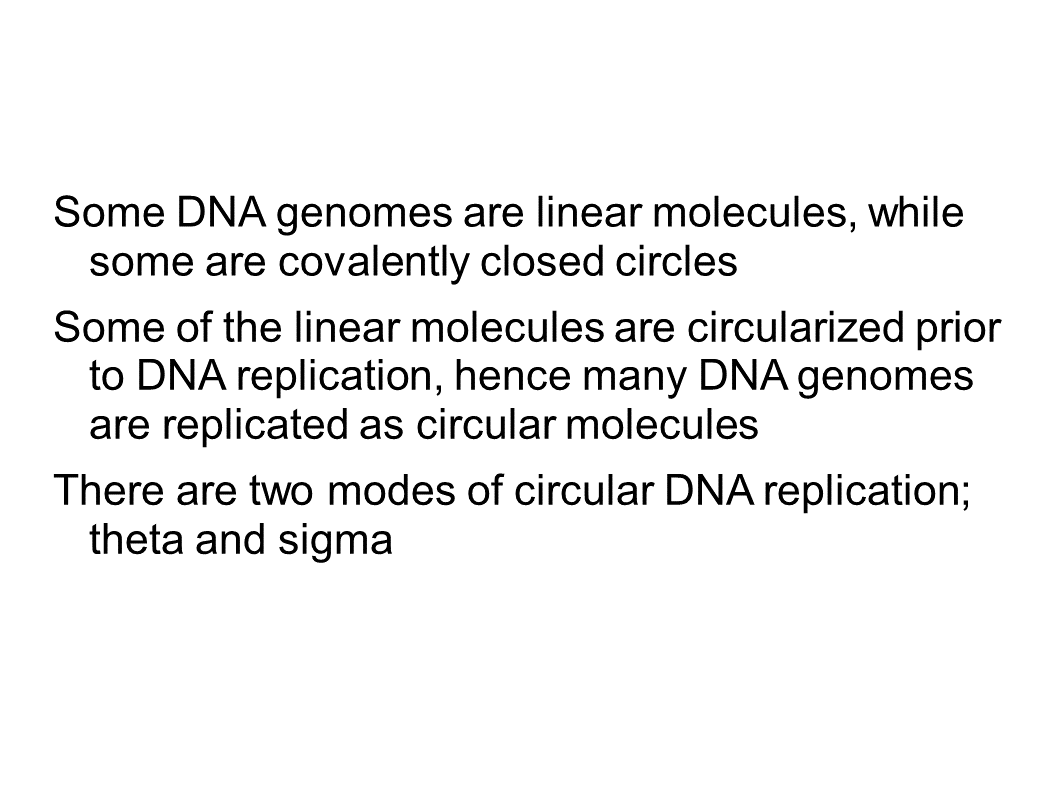 Some DNA genomes are linear molecules, while
some are covalently closed circles
Some of the linear molecules are circularized prior
to DNA replication, hence many DNA genomes
are replicated as circular molecules
There are two modes of circular DNA replication;
theta and sigma